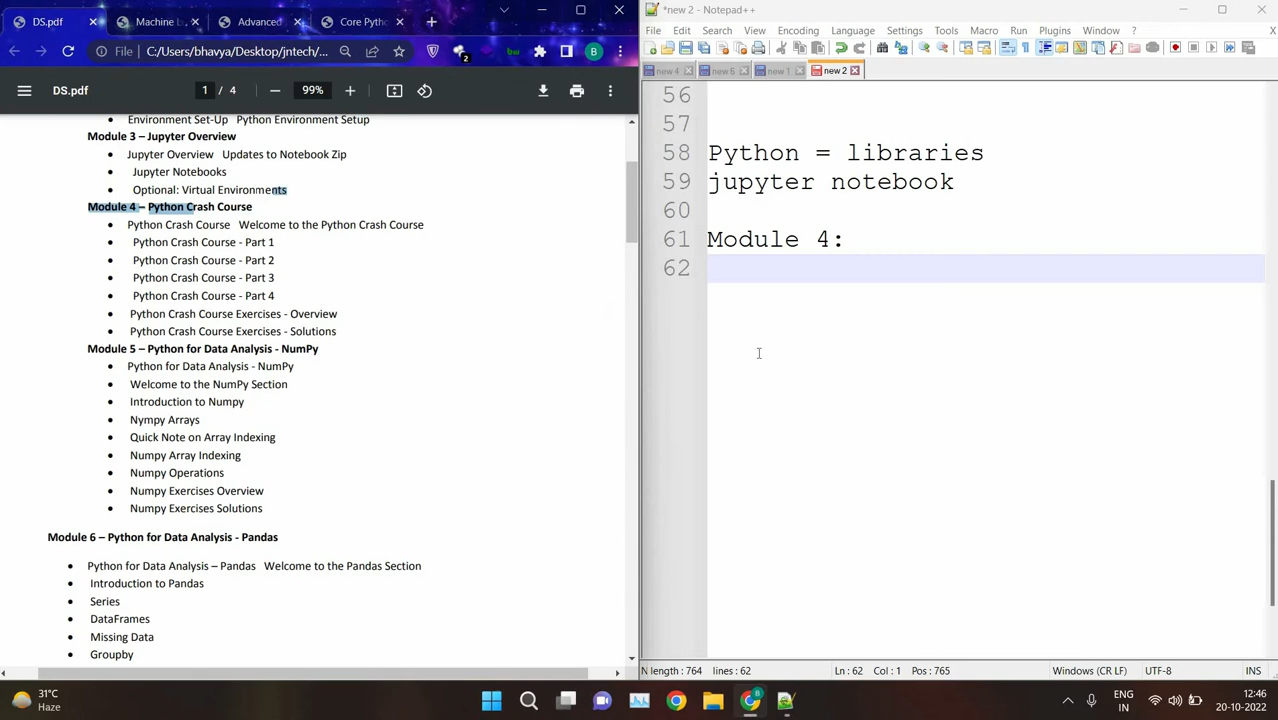 DS.pdf
Machine L
Advanced
Core Pyth
*new 2 - Notepad++
File Edit Search View Encoding Language Settings Tools Macro Run Plugins Window ?
File C:/Users/bhavya/Desktop/jntech/... B
2
new 4 new 6 new 1 new 2
DS.pdf 1 / 4 99%
Environment Set-Up Python Environment Setup
Module 3 – Jupyter Overview
• Jupyter Overview Updates to Notebook Zip
• Jupyter Notebooks
• Optional: Virtual Environments
Module 4 – Python Crash Course
• Python Crash Course Welcome to the Python Crash Course
• Python Crash Course - Part 1
• Python Crash Course - Part 2
• Python Crash Course - Part 3
• Python Crash Course - Part 4
• Python Crash Course Exercises - Overview
• Python Crash Course Exercises - Solutions
Module 5 – Python for Data Analysis - NumPy
• Python for Data Analysis - NumPy
• Welcome to the NumPy Section
• Introduction to Numpy
• Nympy Arrays
• Quick Note on Array Indexing
• Numpy Array Indexing
• Numpy Operations
• Numpy Exercises Overview
• Numpy Exercises Solutions
Module 6 – Python for Data Analysis - Pandas
• Python for Data Analysis – Pandas Welcome to the Pandas Section
• Introduction to Pandas
• Series
• DataFrames
• Missing Data
• Groupby
56
57
58 Python = libraries
59 jupyter notebook
60
61 Module 4:
62
N length : 764 lines : 62 Ln : 62 Col : 1 Pos : 765 Windows (CR LF) UTF-8 INS
31°C
Haze
ENG
IN
12:46
20-10-2022